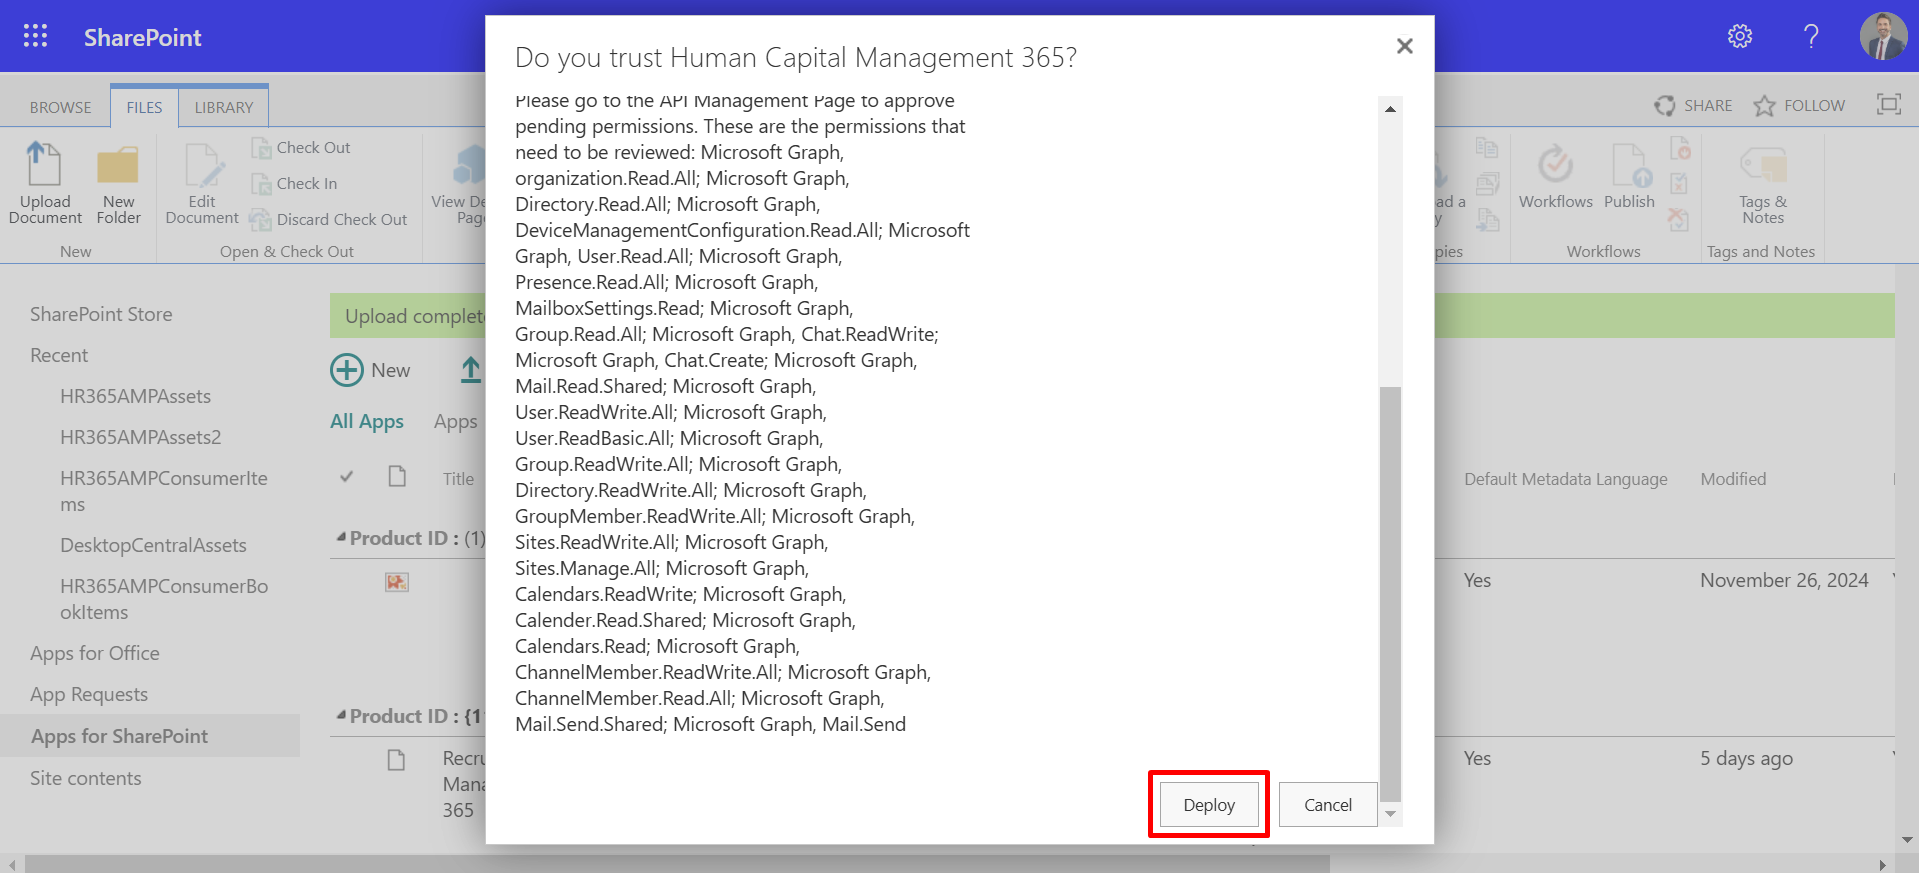 SharePoint
Do you trust Human Capital Management 365?
BROWSE
FILES
LIBRARY
SHARE
FOLLOW
Upload Document
New Folder
New
Edit Document
Check Out
Check In
Discard Check Out
Open & Check Out
View
Workflows
Publish
Workflows
Tags & Notes
Tags and Notes
Please go to the API Management Page to approve
pending permissions. These are the permissions that
need to be reviewed: Microsoft Graph,
organization.Read.All; Microsoft Graph,
Directory.Read.All; Microsoft Graph,
DeviceManagementConfiguration.Read.All; Microsoft
Graph, User.Read.All; Microsoft Graph,
Presence.Read.All; Microsoft Graph,
MailboxSettings.Read; Microsoft Graph,
Group.Read.All; Microsoft Graph, Chat.ReadWrite;
Microsoft Graph, Chat.Create; Microsoft Graph,
Mail.Read.Shared; Microsoft Graph,
User.ReadWrite.All; Microsoft Graph,
User.ReadBasic.All; Microsoft Graph,
Group.ReadWrite.All; Microsoft Graph,
Directory.ReadWrite.All; Microsoft Graph,
GroupMember.ReadWrite.All; Microsoft Graph,
Sites.ReadWrite.All; Microsoft Graph,
Sites.Manage.All; Microsoft Graph,
Calendars.ReadWrite; Microsoft Graph,
Calender.Read.Shared; Microsoft Graph,
Calendars.Read; Microsoft Graph,
ChannelMember.ReadWrite.All; Microsoft Graph,
ChannelMember.Read.All; Microsoft Graph,
Mail.Send.Shared; Microsoft Graph, Mail.Send
Deploy
Cancel
SharePoint Store
Recent
HR365AMPAssets
HR365AMPAssets2
HR365AMPConsumerIte
ms
DesktopCentralAssets
HR365AMPConsumerBo
okItems
Apps for Office
App Requests
Apps for SharePoint
Site contents
Upload complete
New
All Apps
Apps
Title
Default Metadata Language
Modified
Product ID : (1)
Yes
November 26, 2024
Product ID : {1
Recru
Mana
365
Yes
5 days ago